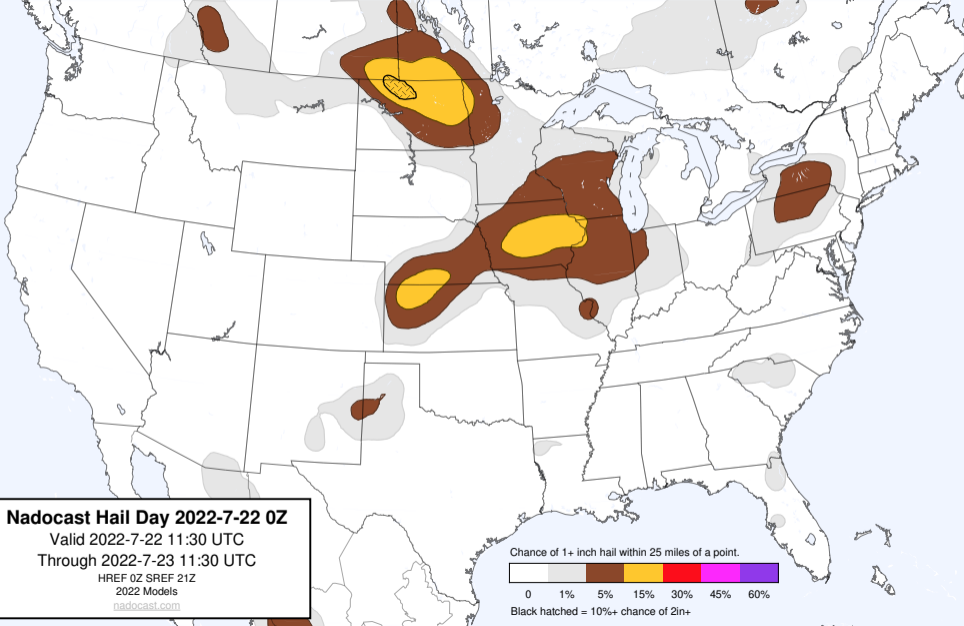 Nadocast Hail Day 2022-7-22 0Z
Valid 2022-7-22 11:30 UTC
Through 2022-7-23 11:30 UTC
HREF 0Z SREF 21Z
2022 Models
nadocast.com
Chance of 1+ inch hail within 25 miles of a point.
0 1% 5% 15% 30% 45% 60%
Black hatched = 10%+ chance of 2in+